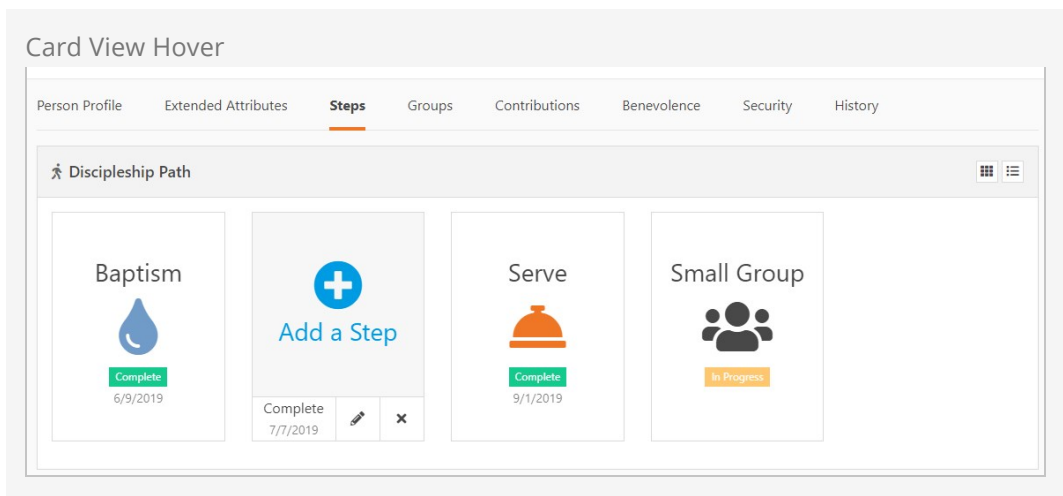 Card View Hover
Person Profile Extended Attributes Steps Groups Contributions Benevolence Security History
Discipleship Path
Baptism
Complete
6/9/2019
Add a Step
Complete
7/7/2019
Serve
Complete
9/1/2019
Small Group
In Progress